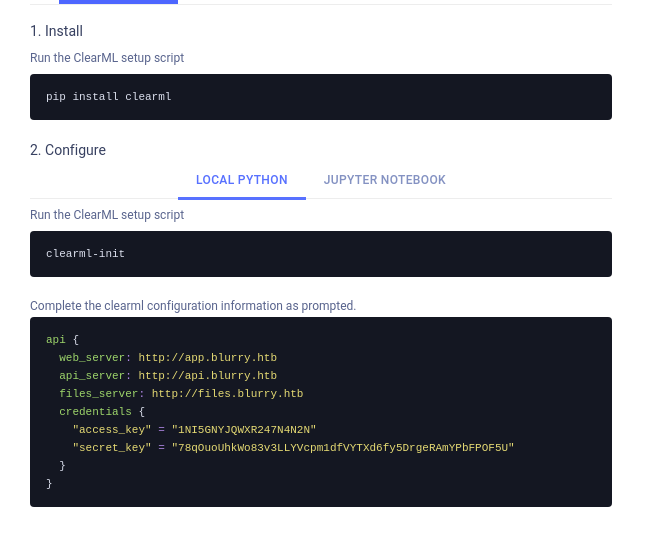 1. Install
Run the ClearML setup script
pip install clearml
2. Configure
LOCAL PYTHON
JUPYTER NOTEBOOK
Run the ClearML setup script
clearml-init
Complete the clearml configuration information as prompted.
api {
web_server: http://app.blurry.htb
api_server: http://api.blurry.htb
files_server: http://files.blurry.htb
credentials {
"access_key" = "1NI5GNYJQWXR247N4N2N"
"secret_key" = "78qOuoUhkWo83v3LLYVcpm1dfVYTXd6fy5DrgeRAmYPbFPOF5U"
}
}